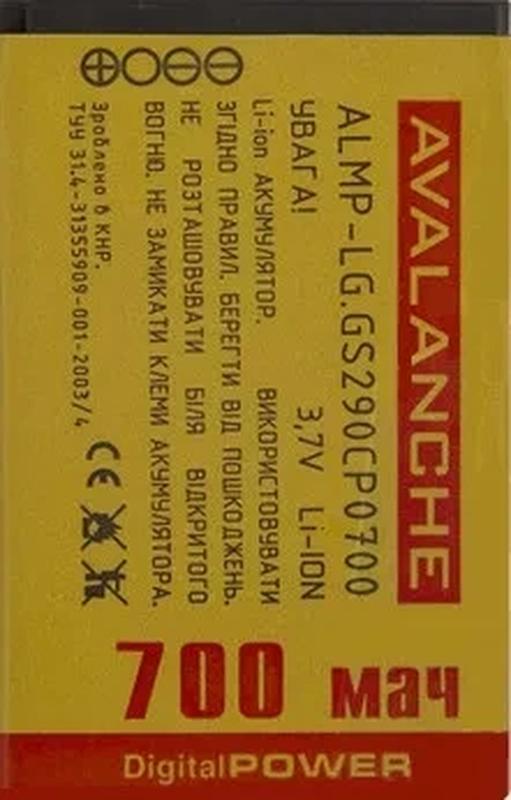 AVALANCHE
ALMP-LG.GS290CP0700
УВАГА! 3,7V Li-ION
Li-ion АКУМУЛЯТОР. ВИКОРИСТОВУВАТИ
ЗГІДНО ПРАВИЛ. БЕРЕГТИ ВІД ПОШКОДЖЕНЬ.
НЕ РОЗТАШОВУВАТИ БІЛЯ ВІДКРИТОГО
ВОГНЮ. НЕ ЗАМИКАТИ КЛЕМИ АКУМУЛЯТОРА.
Зроблено в КНР.
ТУУ 31.4-31355909-001-2003/4
CE
700 мач
DigitalPOWER